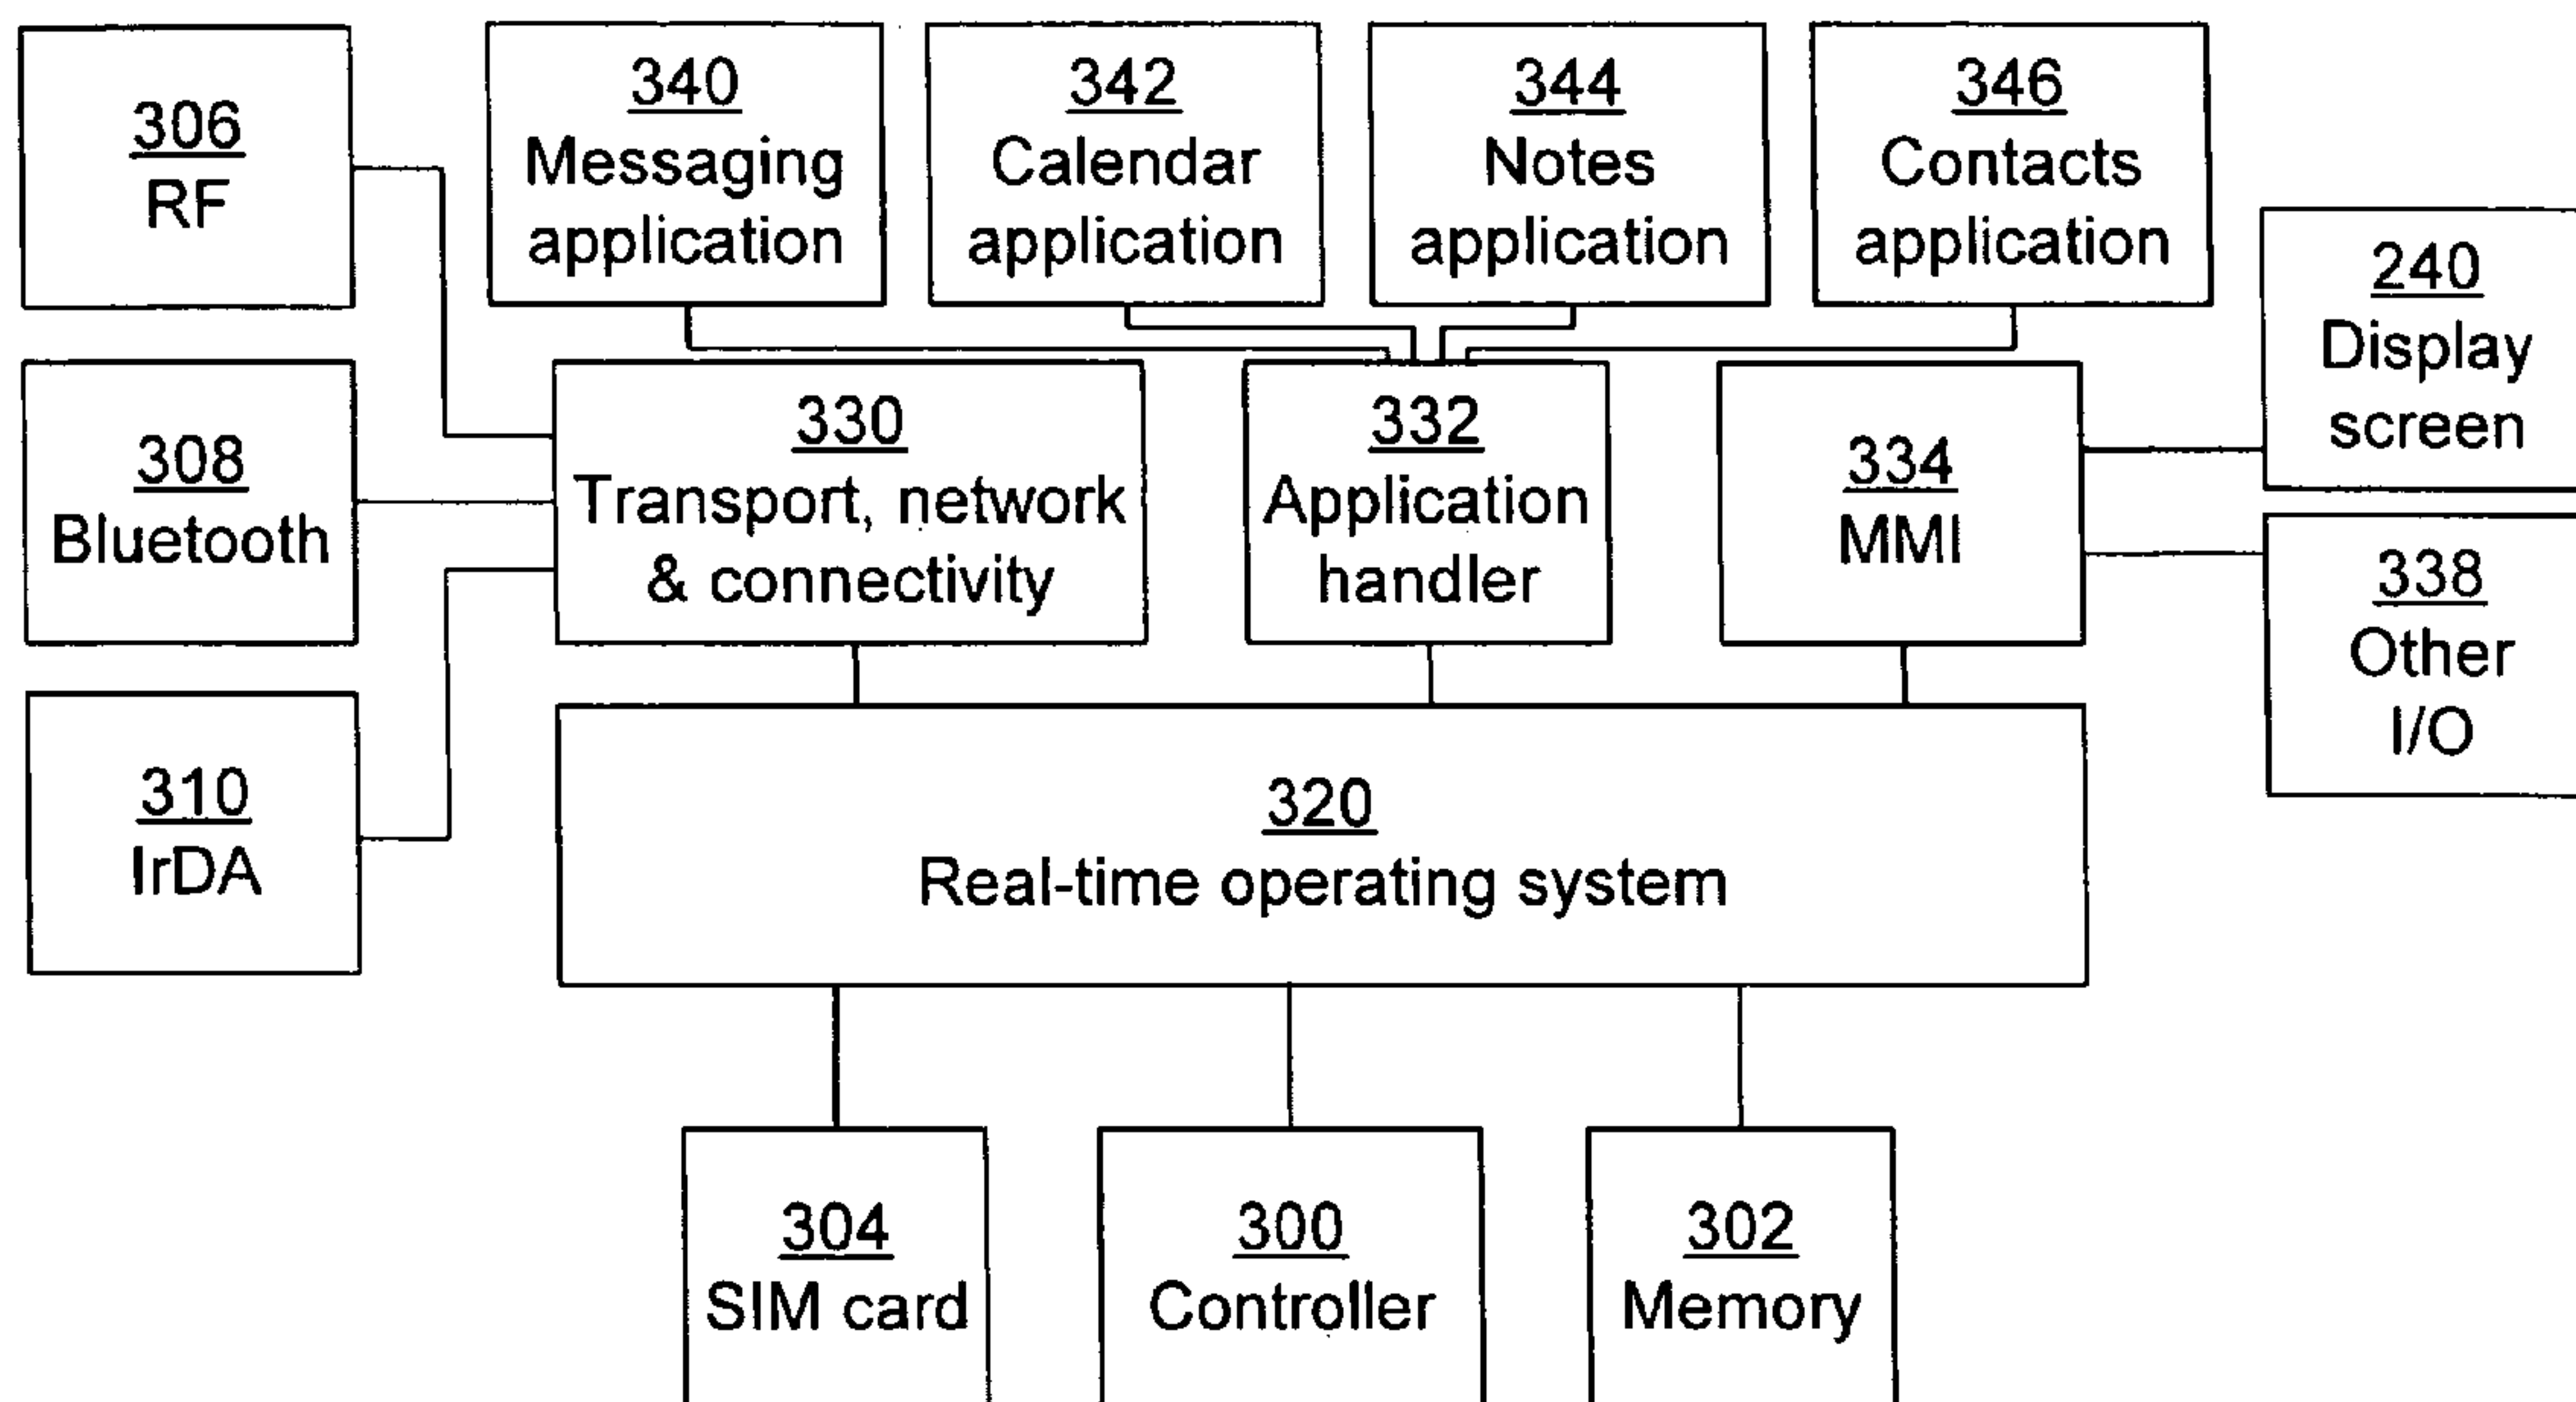 306
RF
340
Messaging
application
342
Calendar
application
344
Notes
application
346
Contacts
application
240
Display
screen
308
Bluetooth
330
Transport, network
& connectivity
332
Application
handler
334
MMI
338
Other
I/O
310
IrDA
320
Real-time operating system
304
SIM card
300
Controller
302
Memory